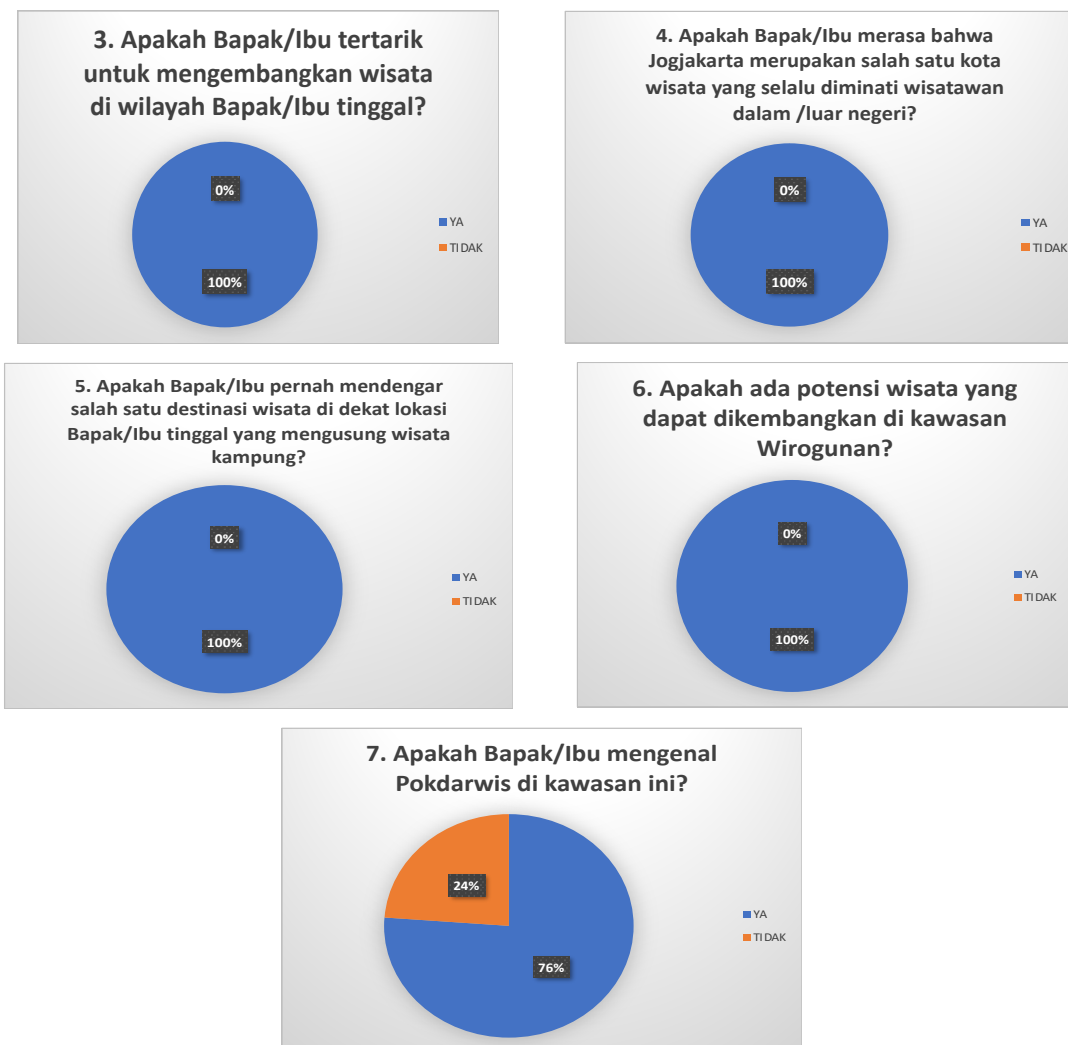 3. Apakah Bapak/Ibu tertarik
untuk mengembangkan wisata
di wilayah Bapak/Ibu tinggal?
0%
100%
YA
TIDAK
4. Apakah Bapak/Ibu merasa bahwa
Jogjakarta merupakan salah satu kota
wisata yang selalu diminati wisatawan
dalam /luar negeri?
0%
100%
YA
TIDAK
5. Apakah Bapak/Ibu pernah mendengar
salah satu destinasi wisata di dekat lokasi
Bapak/Ibu tinggal yang mengusung wisata
kampung?
0%
100%
YA
TIDAK
6. Apakah ada potensi wisata yang
dapat dikembangkan di kawasan
Wirogunan?
0%
100%
YA
TIDAK
7. Apakah Bapak/Ibu mengenal
Pokdarwis di kawasan ini?
24%
76%
YA
TIDAK